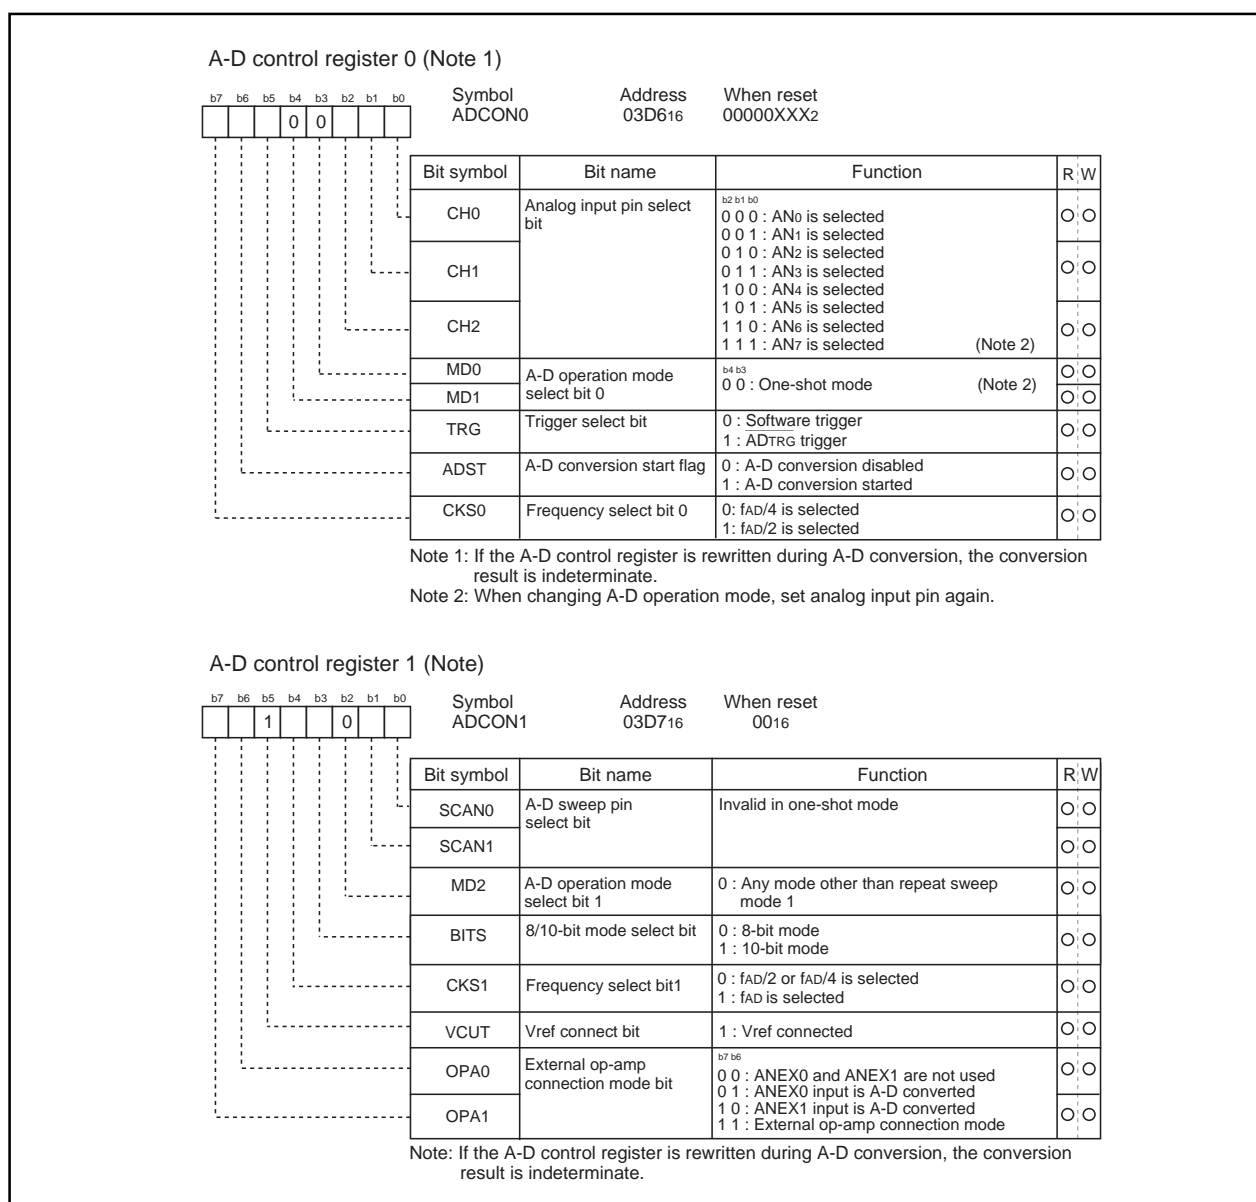 A-D control register 0 (Note 1)
b7 b6 b5 b4 b3 b2 b1 b0
0 0
Symbol Address When reset
ADCON0 03D616 00000XXX2
Bit symbol Bit name Function R W
CH0 Analog input pin select bit
b2 b1 b0
0 0 0 : AN0 is selected
0 0 1 : AN1 is selected
0 1 0 : AN2 is selected
CH1 0 1 1 : AN3 is selected
1 0 0 : AN4 is selected
1 0 1 : AN5 is selected
CH2 1 1 0 : AN6 is selected
1 1 1 : AN7 is selected (Note 2)
MD0 A-D operation mode select bit 0
b4 b3
0 0 : One-shot mode (Note 2)
MD1
TRG Trigger select bit 0 : Software trigger
1 : ADTRG trigger
ADST A-D conversion start flag 0 : A-D conversion disabled
1 : A-D conversion started
CKS0 Frequency select bit 0 0: fAD/4 is selected
1: fAD/2 is selected
Note 1: If the A-D control register is rewritten during A-D conversion, the conversion
result is indeterminate.
Note 2: When changing A-D operation mode, set analog input pin again.
A-D control register 1 (Note)
b7 b6 b5 b4 b3 b2 b1 b0
1 0
Symbol Address When reset
ADCON1 03D716 0016
Bit symbol Bit name Function R W
SCAN0 A-D sweep pin select bit Invalid in one-shot mode
SCAN1
MD2 A-D operation mode select bit 1 0 : Any mode other than repeat sweep
mode 1
BITS 8/10-bit mode select bit 0 : 8-bit mode
1 : 10-bit mode
CKS1 Frequency select bit1 0 : fAD/2 or fAD/4 is selected
1 : fAD is selected
VCUT Vref connect bit 1 : Vref connected
OPA0 External op-amp connection mode bit
b7 b6
0 0 : ANEX0 and ANEX1 are not used
0 1 : ANEX0 input is A-D converted
OPA1 1 0 : ANEX1 input is A-D converted
1 1 : External op-amp connection mode
Note: If the A-D control register is rewritten during A-D conversion, the conversion
result is indeterminate.